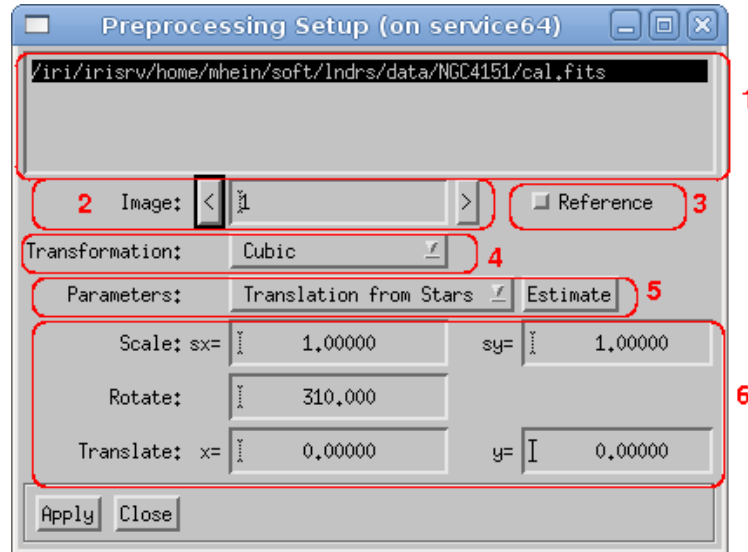 Preprocessing Setup (on service64)
/iri/irisrv/home/mhein/soft/lndrs/data/NGC4151/cal.fits
1
2 Image: < 1 > Reference 3
Transformation: Cubic 4
Parameters: Translation from Stars Estimate 5
Scale: sx= 1.00000 sy= 1.00000
Rotate: 310.000 6
Translate: x= 0.00000 y= 0.00000
Apply Close